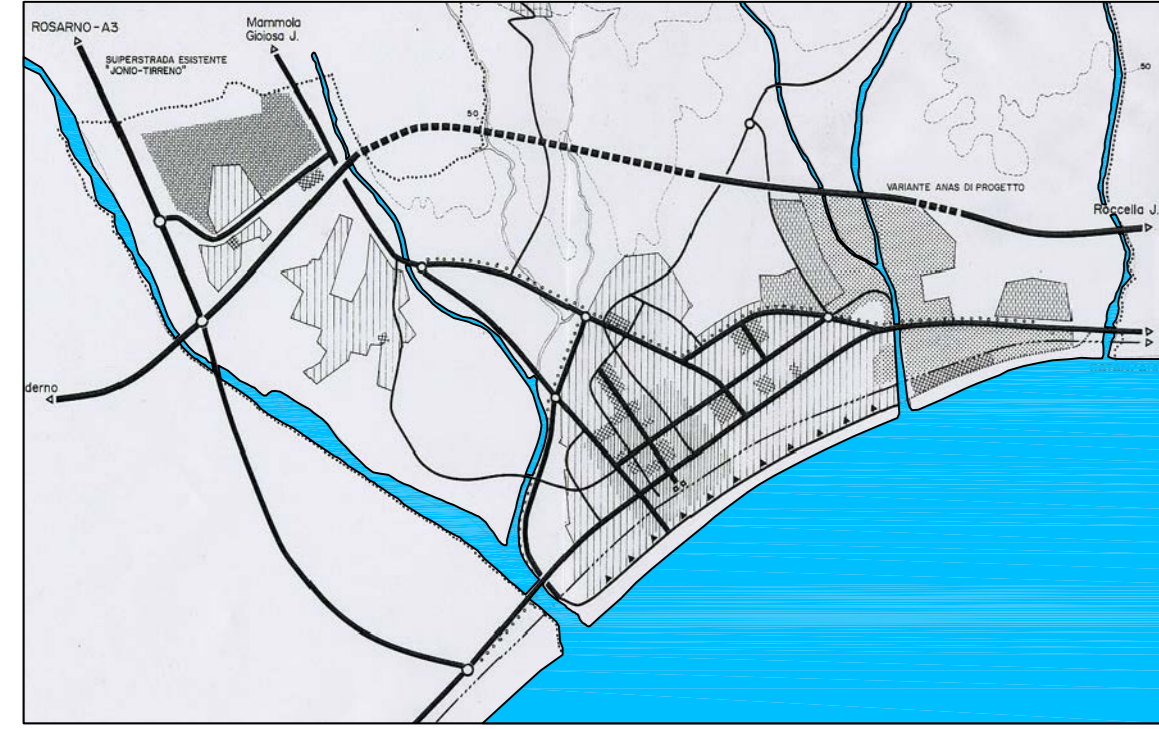 ROSARNO-A3
Mammola
Gioiosa J.
SUPERSTRADA ESISTENTE
"JONIO-TIRRENO"
50
50
VARIANTE ANAS DI PROGETTO
Roccella J.
derno